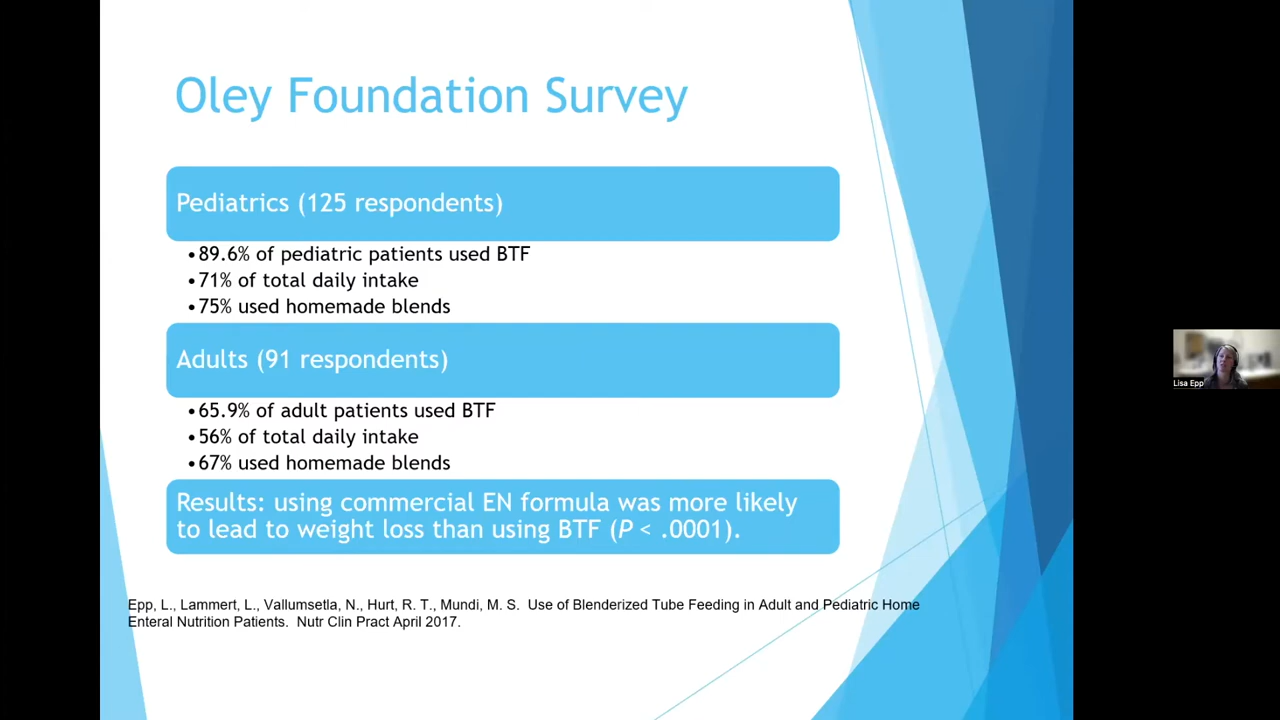 Oley Foundation Survey
Pediatrics (125 respondents)
•89.6% of pediatric patients used BTF
•71% of total daily intake
•75% used homemade blends
Adults (91 respondents)
•65.9% of adult patients used BTF
•56% of total daily intake
•67% used homemade blends
Results: using commercial EN formula was more likely
to lead to weight loss than using BTF (P < .0001).
Epp, L., Lammert, L., Vallumsetla, N., Hurt, R. T., Mundi, M. S.  Use of Blenderized Tube Feeding in Adult and Pediatric Home
Enteral Nutrition Patients.  Nutr Clin Pract April 2017.
Lisa Epp